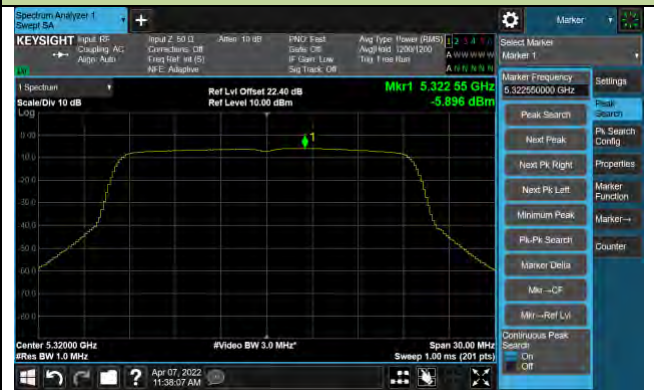 Spectrum Analyzer 1
Swept SA
Marker
KEYSIGHT
Input: RF
Coupling: AC
Align: Auto
Input Z: 50 Ω
Corrections: Off
Freq Ref: Int (S)
NFE: Adaptive
Atten: 10 dB
PNO: Fast
Gate: Off
IF Gain: Low
Sig Track: Off
Avg Type: Power (RMS)
Avg|Hold: 1200/1200
Trig: Free Run
1 2 3 4 5 6
A W W W W W
A N N N N N
Select Marker
Marker 1
1 Spectrum
Scale/Div 10 dB
Log
Ref Lvl Offset 22.40 dB
Ref Level 10.00 dBm
Mkr1 5.322 55 GHz
-5.896 dBm
Marker Frequency
5.322550000 GHz
Settings
Peak Search
Next Peak
Next Pk Right
Next Pk Left
Minimum Peak
Pk-Pk Search
Marker Delta
Mkr→CF
Mkr→Ref Lvl
Continuous Peak
Search
On
Off
Peak
Search
Pk Search
Config
Properties
Marker
Function
Marker→
Counter
1
0.00
-10.0
-20.0
-30.0
-40.0
-50.0
-60.0
-70.0
-80.0
Center 5.32000 GHz
#Res BW 1.0 MHz
#Video BW 3.0 MHz*
Span 30.00 MHz
Sweep 1.00 ms (201 pts)
?
Apr 07, 2022
11:38:07 AM